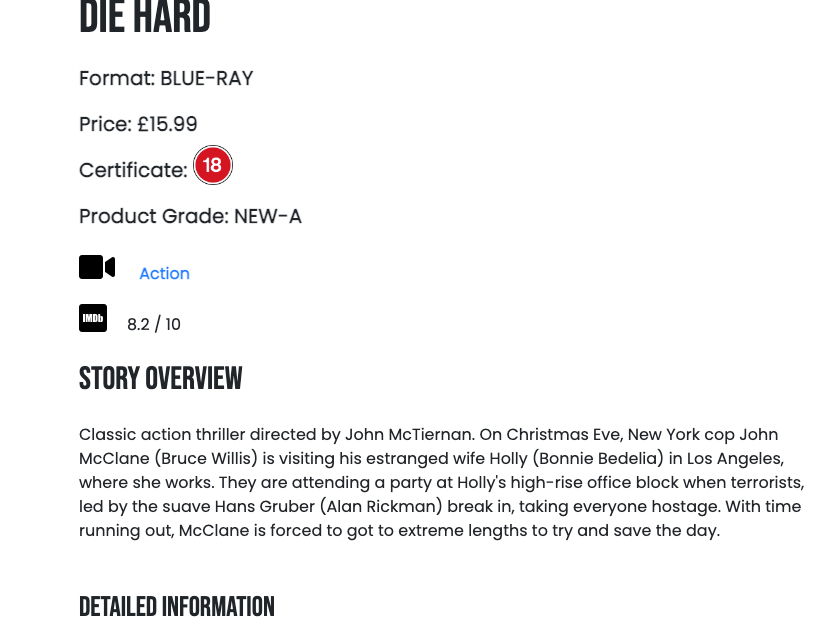 DIE HARD
Format: BLUE-RAY
Price: £15.99
Certificate: 18
Product Grade: NEW-A
Action
IMDb 8.2 / 10
STORY OVERVIEW
Classic action thriller directed by John McTiernan. On Christmas Eve, New York cop John
McClane (Bruce Willis) is visiting his estranged wife Holly (Bonnie Bedelia) in Los Angeles,
where she works. They are attending a party at Holly's high-rise office block when terrorists,
led by the suave Hans Gruber (Alan Rickman) break in, taking everyone hostage. With time
running out, McClane is forced to got to extreme lengths to try and save the day.
DETAILED INFORMATION